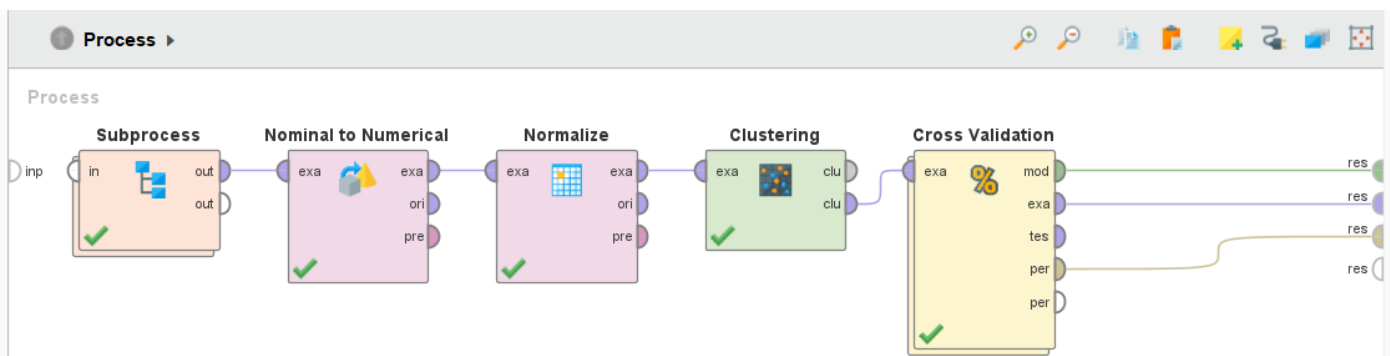 Process
Process
Subprocess
Nominal to Numerical
Normalize
Clustering
Cross Validation
inp
in
out
out
exa
exa
ori
pre
exa
exa
ori
pre
exa
clu
clu
exa
%
mod
exa
tes
per
per
res
res
res
res